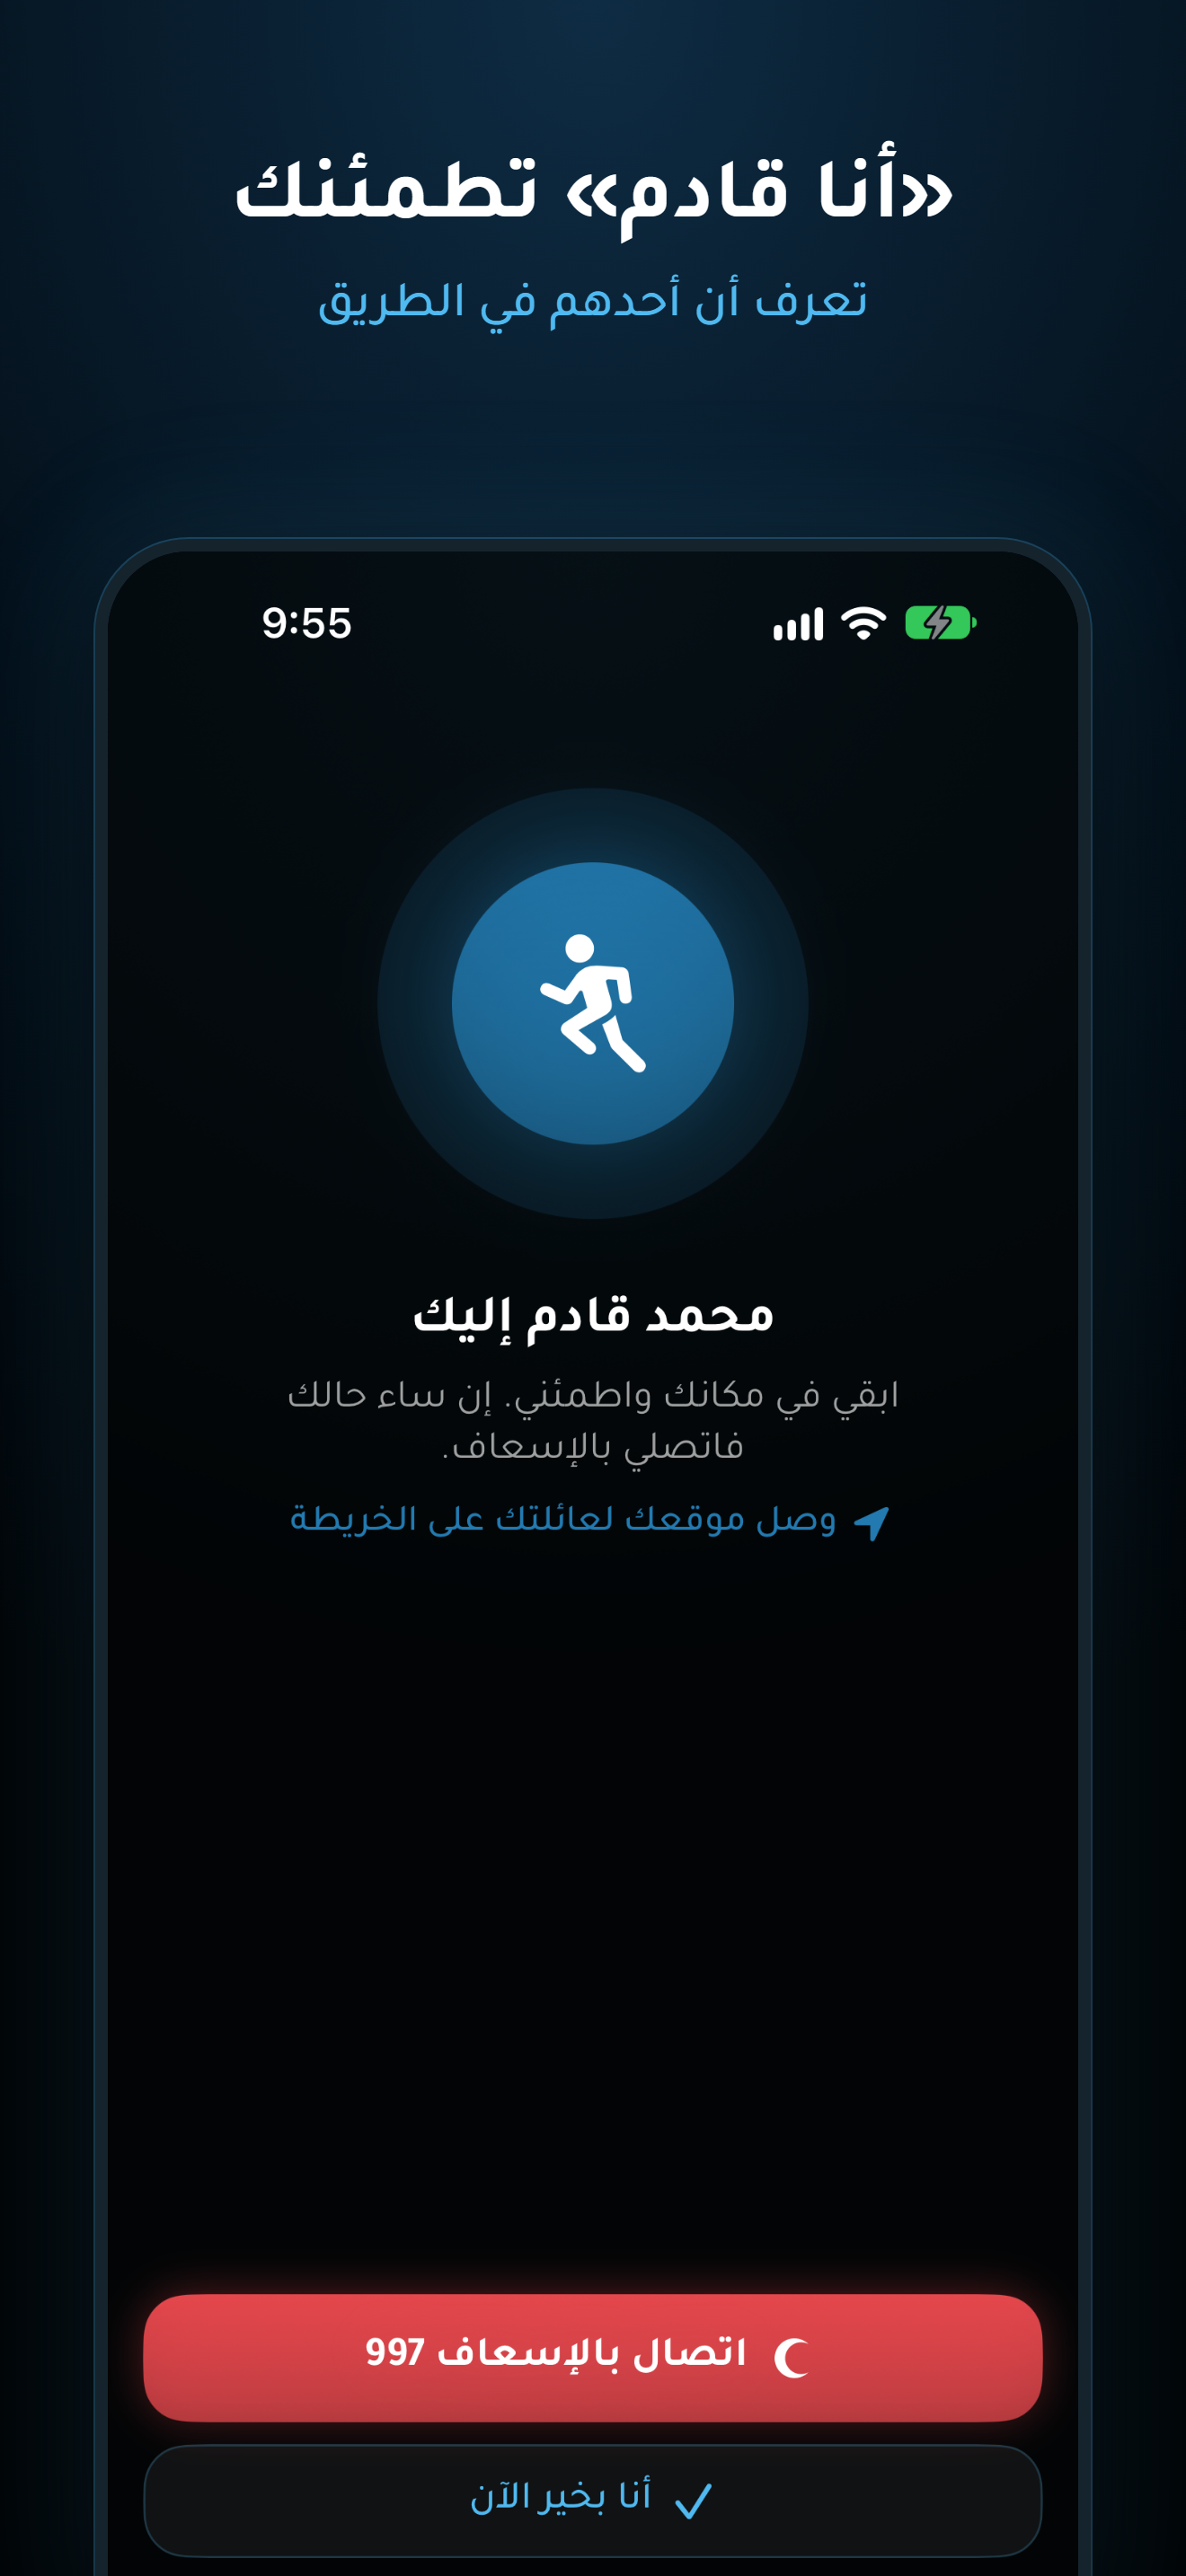 «أنا قادم» تطمئنك
تعرف أن أحدهم في الطريق
9:55
محمد قادم إليك
ابقي في مكانك واطمئني. إن ساء حالك
فاتصلي بالإسعاف.
وصل موقعك لعائلتك على الخريطة
اتصال بالإسعاف 997
أنا بخير الآن